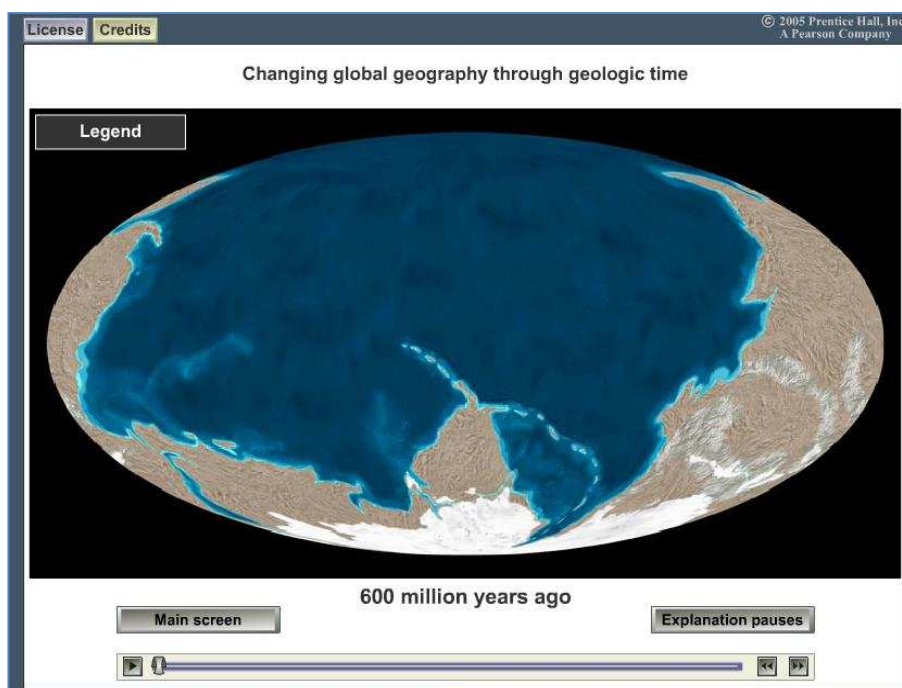 License Credits
© 2005 Prentice Hall, Inc
A Pearson Company
Changing global geography through geologic time
Legend
600 million years ago
Main screen
Explanation pauses